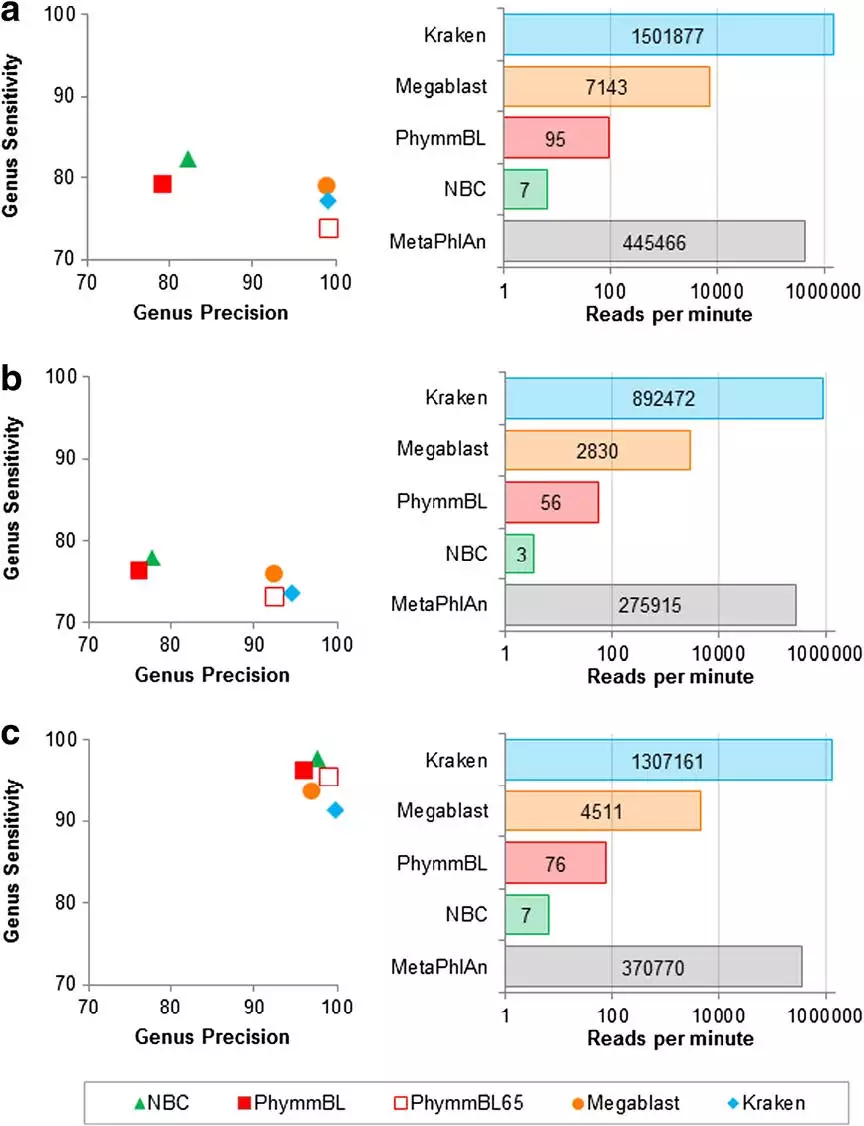 a
100
90
80
70
Genus Sensitivity
70 80 90 100
Genus Precision
Kraken 1501877
Megablast 7143
PhymmBL 95
NBC 7
MetaPhlAn 445466
1 100 10000 1000000
Reads per minute
b
100
90
80
70
Genus Sensitivity
70 80 90 100
Genus Precision
Kraken 892472
Megablast 2830
PhymmBL 56
NBC 3
MetaPhlAn 275915
1 100 10000 1000000
Reads per minute
c
100
90
80
70
Genus Sensitivity
70 80 90 100
Genus Precision
Kraken 1307161
Megablast 4511
PhymmBL 76
NBC 7
MetaPhlAn 370770
1 100 10000 1000000
Reads per minute
NBC PhymmBL PhymmBL65 Megablast Kraken